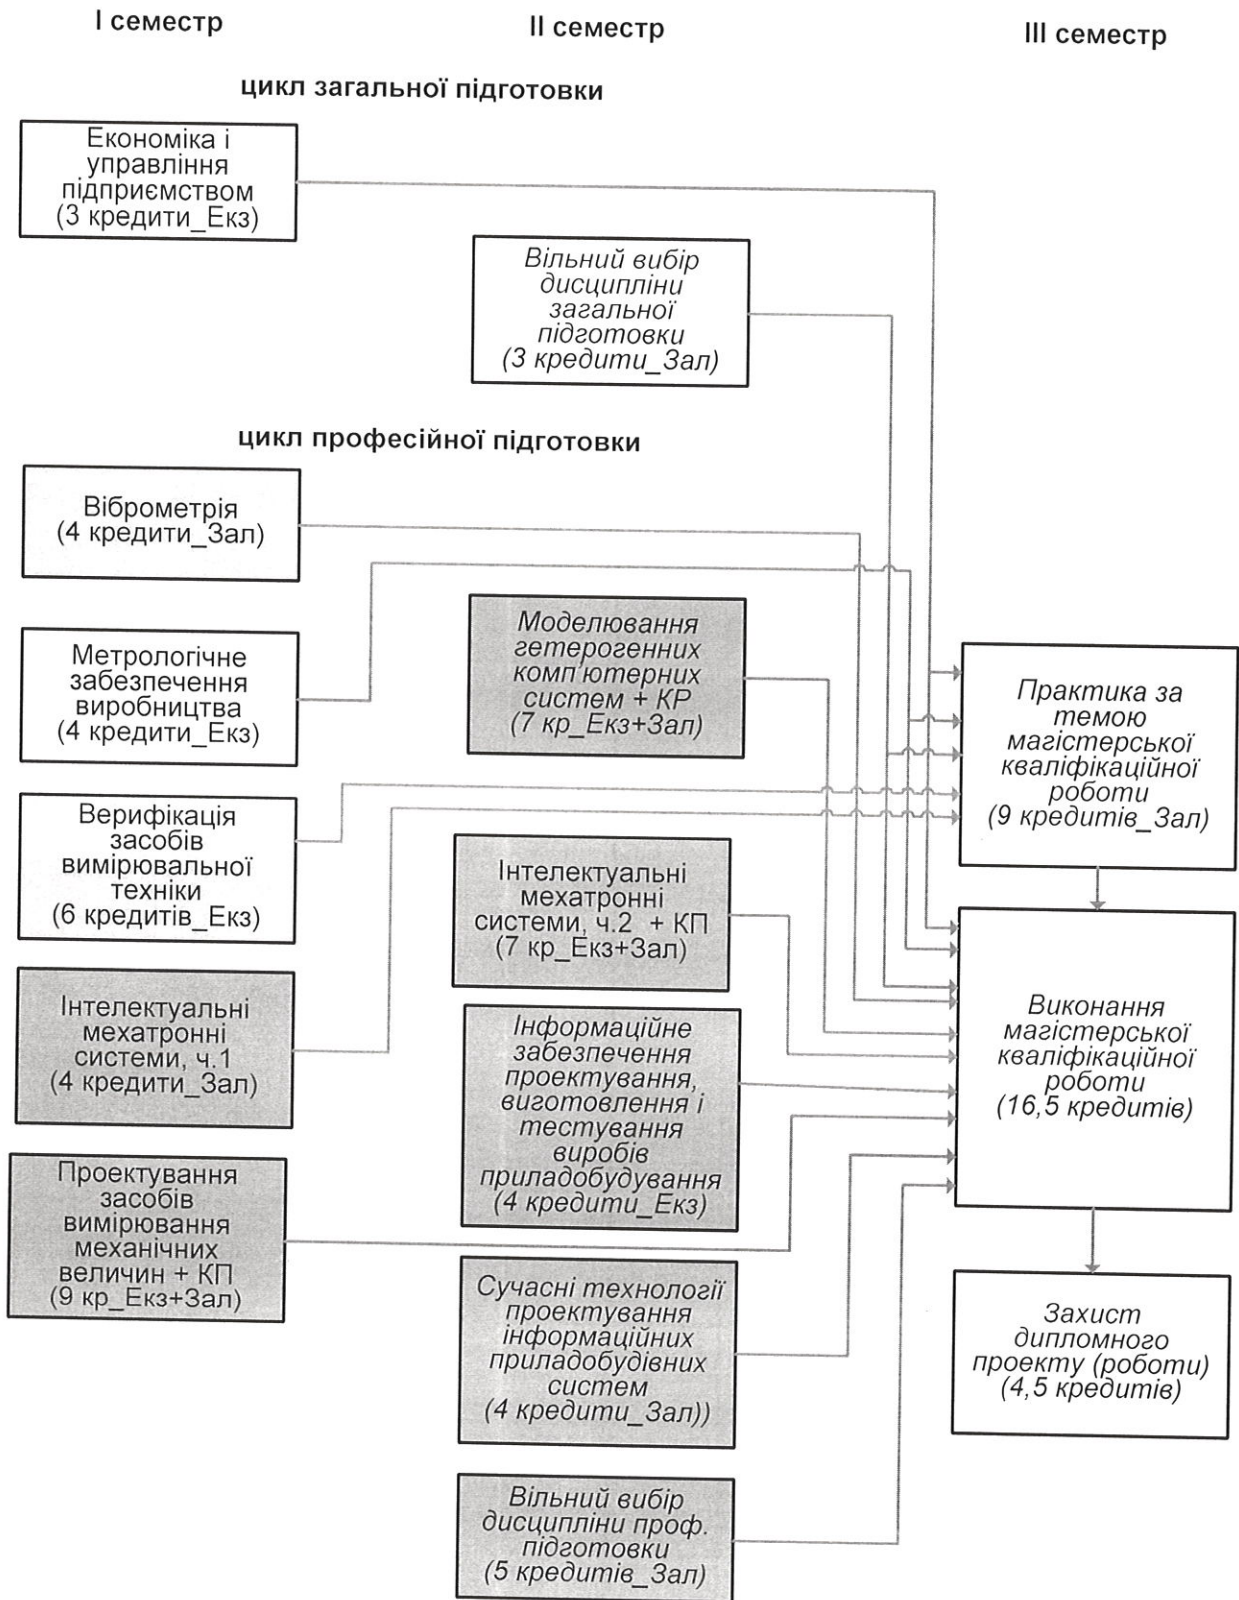 І семестр
ІІ семестр
ІІІ семестр
цикл загальної підготовки
Економіка і
управління
підприємством
(3 кредити_Екз)
Вільний вибір
дисципліни
загальної
підготовки
(3 кредити_Зал)
цикл професійної підготовки
Віброметрія
(4 кредити_Зал)
Метрологічне
забезпечення
виробництва
(4 кредити_Екз)
Верифікація
засобів
вимірювальної
техніки
(6 кредитів_Екз)
Інтелектуальні
мехатронні
системи, ч.1
(4 кредити_Зал)
Проектування
засобів
вимірювання
механічних
величин + КП
(9 кр_Екз+Зал)
Моделювання
гетерогенних
комп'ютерних
систем + КР
(7 кр_Екз+Зал)
Інтелектуальні
мехатронні
системи, ч.2 + КП
(7 кр_Екз+Зал)
Інформаційне
забезпечення
проектування,
виготовлення і
тестування
виробів
приладобудування
(4 кредити_Екз)
Сучасні технології
проектування
інформаційних
приладобудівних
систем
(4 кредити_Зал))
Вільний вибір
дисципліни проф.
підготовки
(5 кредитів_Зал)
Практика за
темою
магістерської
кваліфікаційної
роботи
(9 кредитів_Зал)
Виконання
магістерської
кваліфікаційної
роботи
(16,5 кредитів)
Захист
дипломного
проекту (роботи)
(4,5 кредитів)